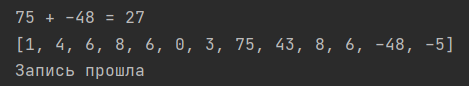 75 + -48 = 27
[1, 4, 6, 8, 6, 0, 3, 75, 43, 8, 6, -48, -5]
Запись прошла